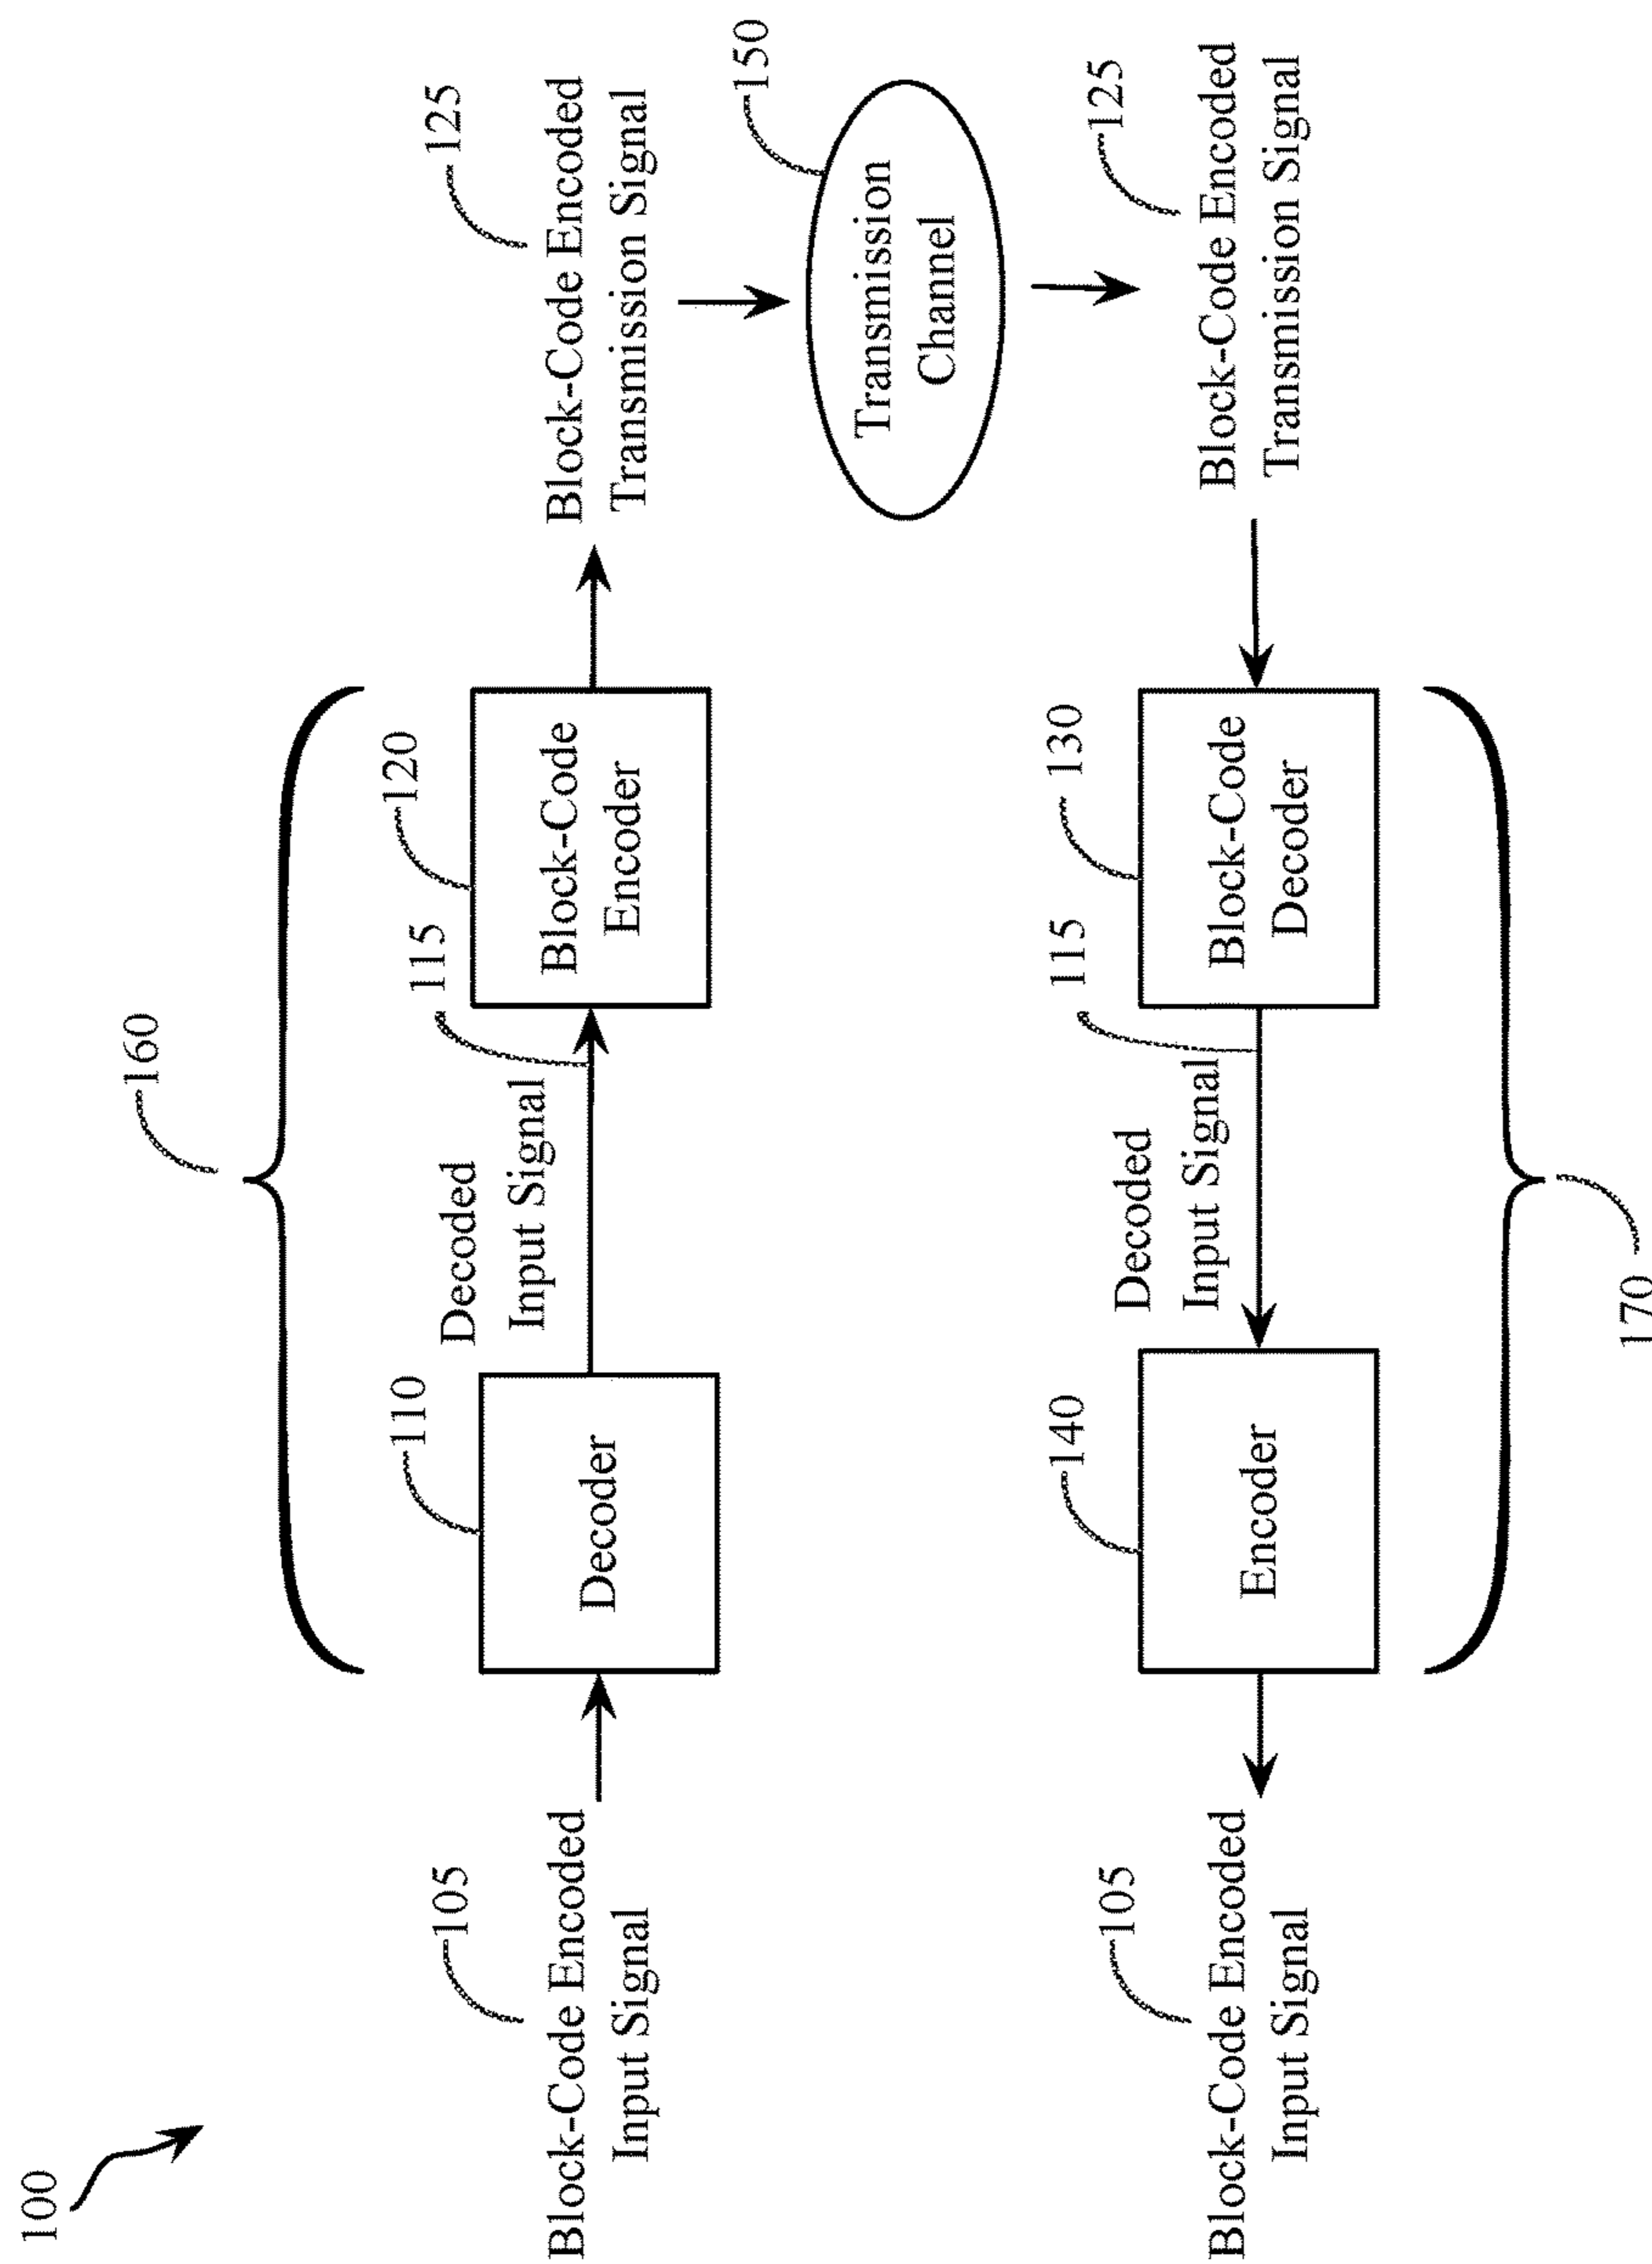 100
160
105
Block-Code Encoded
Input Signal
110
Decoder
Decoded
Input Signal
115
120
Block-Code
Encoder
125
Block-Code Encoded
Transmission Signal
150
Transmission
Channel
105
Block-Code Encoded
Input Signal
140
Encoder
Decoded
Input Signal
115
130
Block-Code
Decoder
125
Block-Code Encoded
Transmission Signal
170